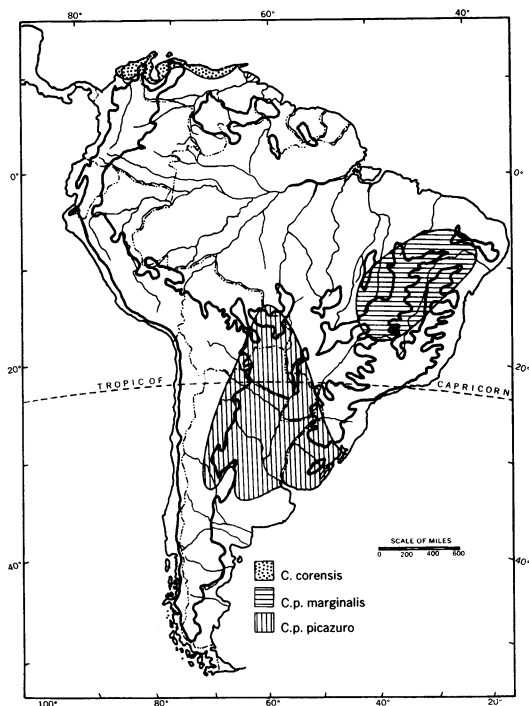 80° 60° 40°
0° 0°
20° 20°
TROPIC OF CAPRICORN
SCALE OF MILES
0 200 400 600
40° 40°
C. corensis
C.p. marginalis
C.p. picazuro
100° 80° 60° 40° 20°